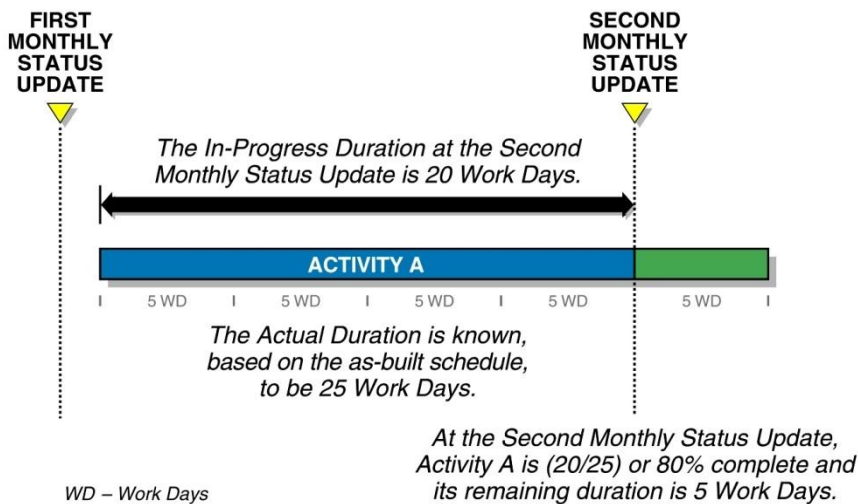 FIRST
MONTHLY
STATUS
UPDATE
SECOND
MONTHLY
STATUS
UPDATE
The In-Progress Duration at the Second
Monthly Status Update is 20 Work Days.
ACTIVITY A
5 WD
5 WD
5 WD
5 WD
5 WD
The Actual Duration is known,
based on the as-built schedule,
to be 25 Work Days.
At the Second Monthly Status Update,
Activity A is (20/25) or 80% complete and
its remaining duration is 5 Work Days.
WD – Work Days